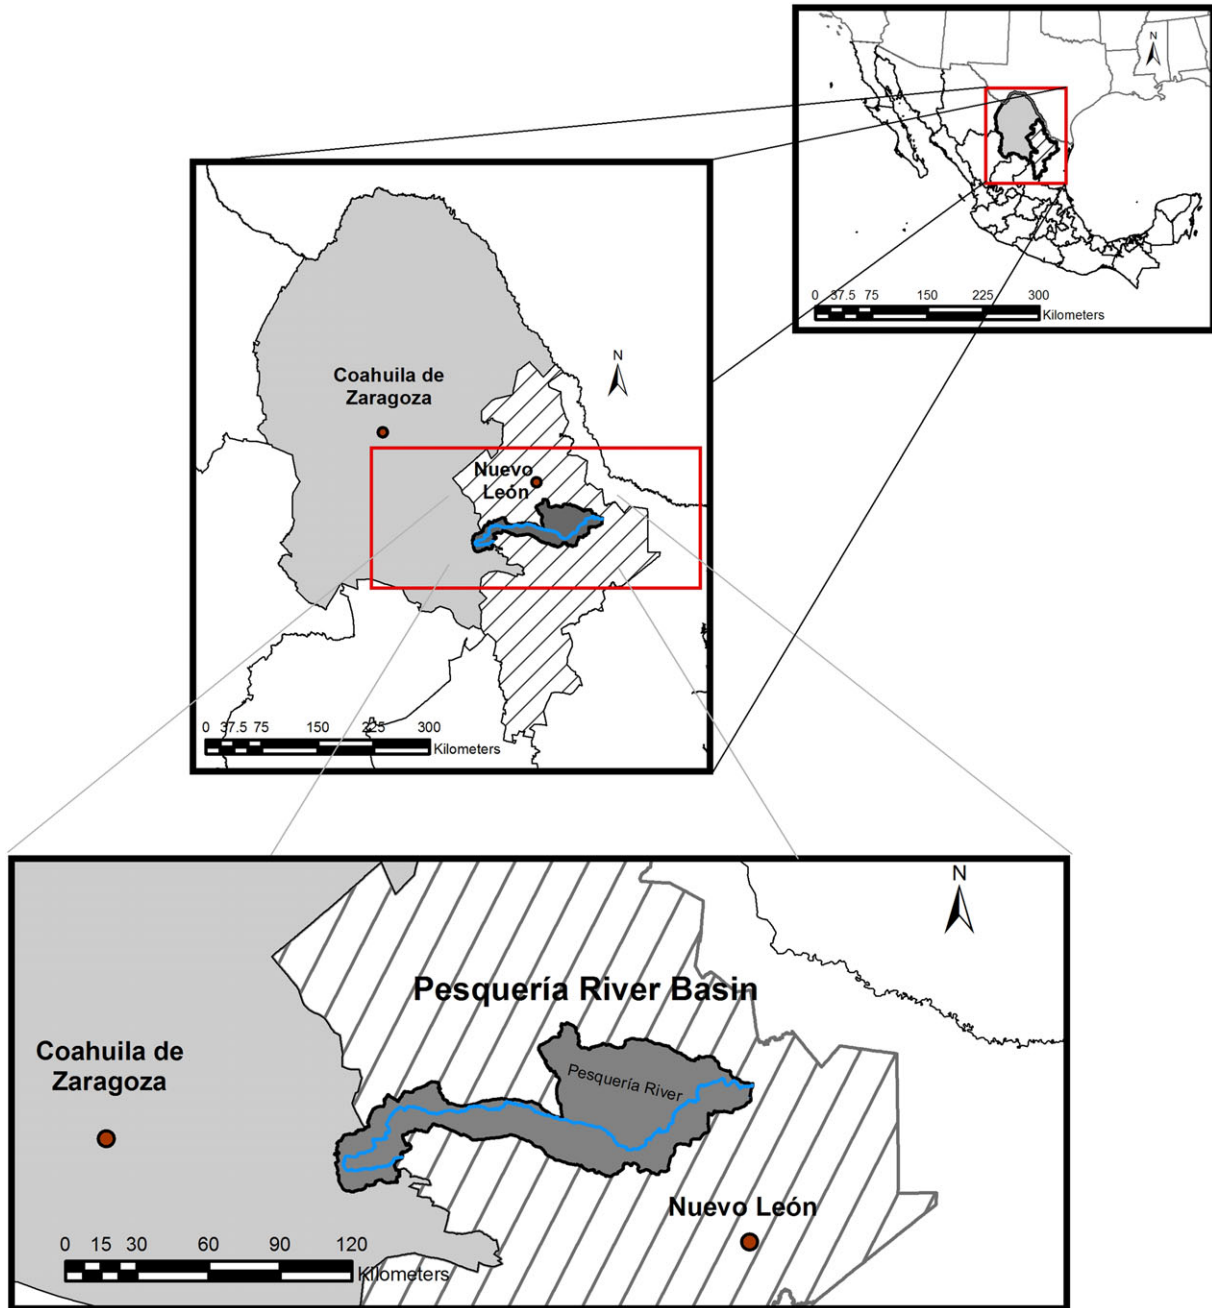 N
0 37.5 75 150 225 300
Kilometers
N
Coahuila de
Zaragoza
Nuevo
León
0 37.5 75 150 225 300
Kilometers
N
Pesquería River Basin
Coahuila de
Zaragoza
Pesquería River
Nuevo León
0 15 30 60 90 120
Kilometers